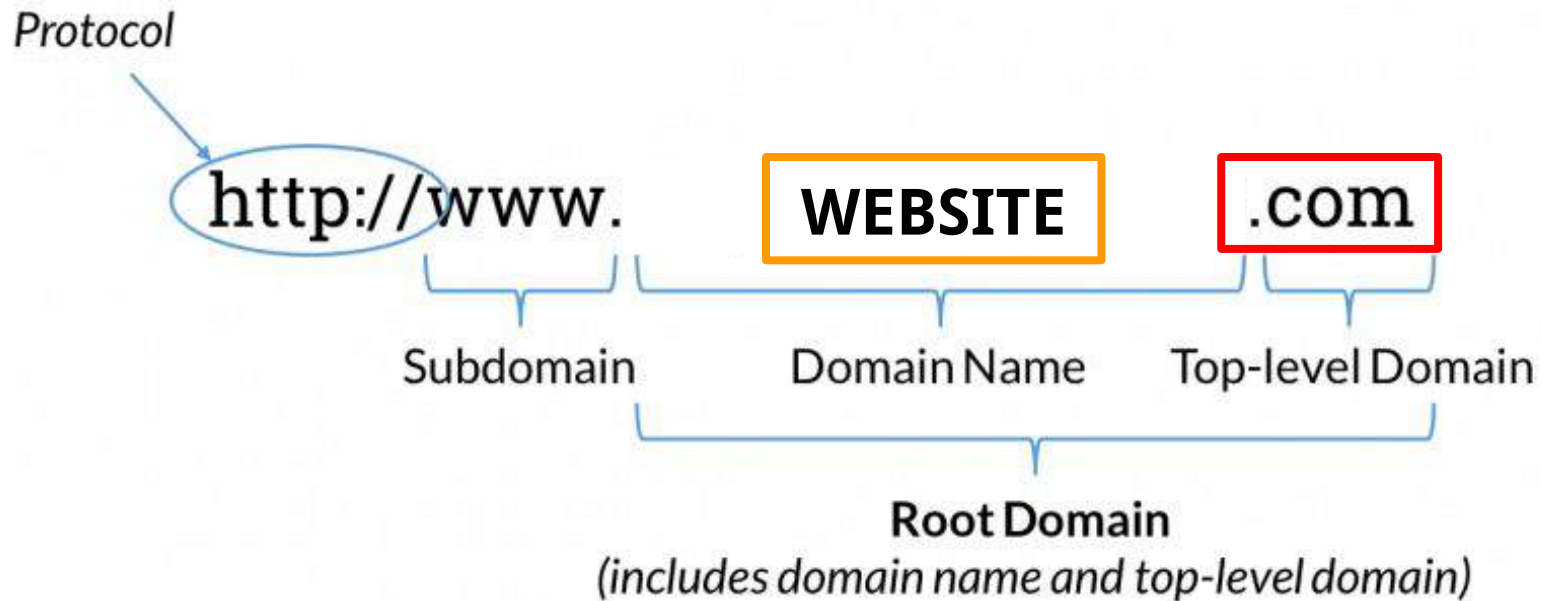 Protocol
http://www. WEBSITE .com
Subdomain Domain Name Top-level Domain
Root Domain
(includes domain name and top-level domain)